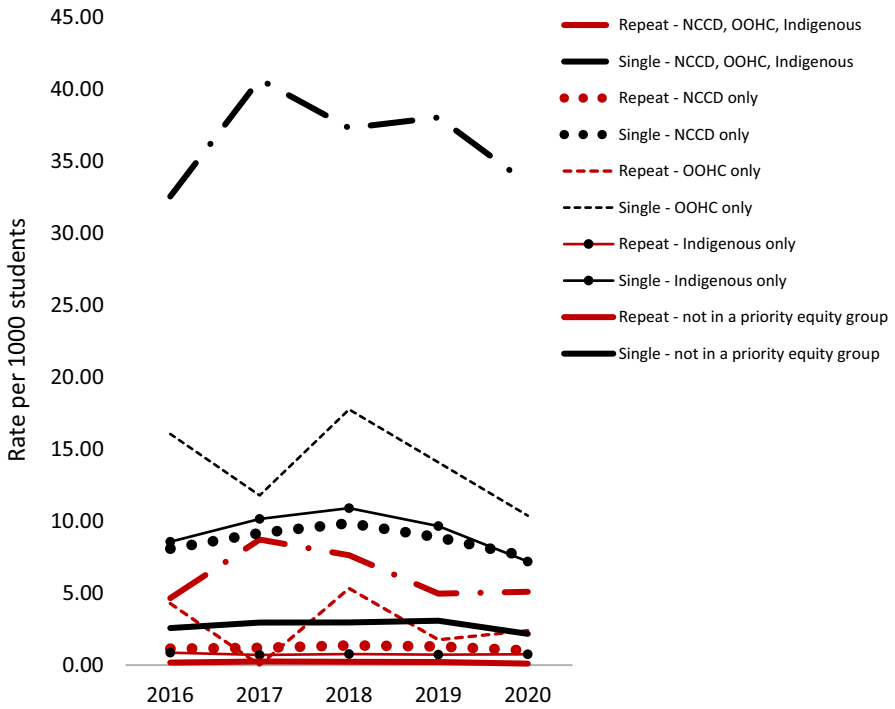 45.00
40.00
35.00
30.00
25.00
20.00
15.00
10.00
5.00
0.00
Rate per 1000 students
2016 2017 2018 2019 2020
Repeat - NCCD, OOHC, Indigenous
Single - NCCD, OOHC, Indigenous
Repeat - NCCD only
Single - NCCD only
Repeat - OOHC only
Single - OOHC only
Repeat - Indigenous only
Single - Indigenous only
Repeat - not in a priority equity group
Single - not in a priority equity group